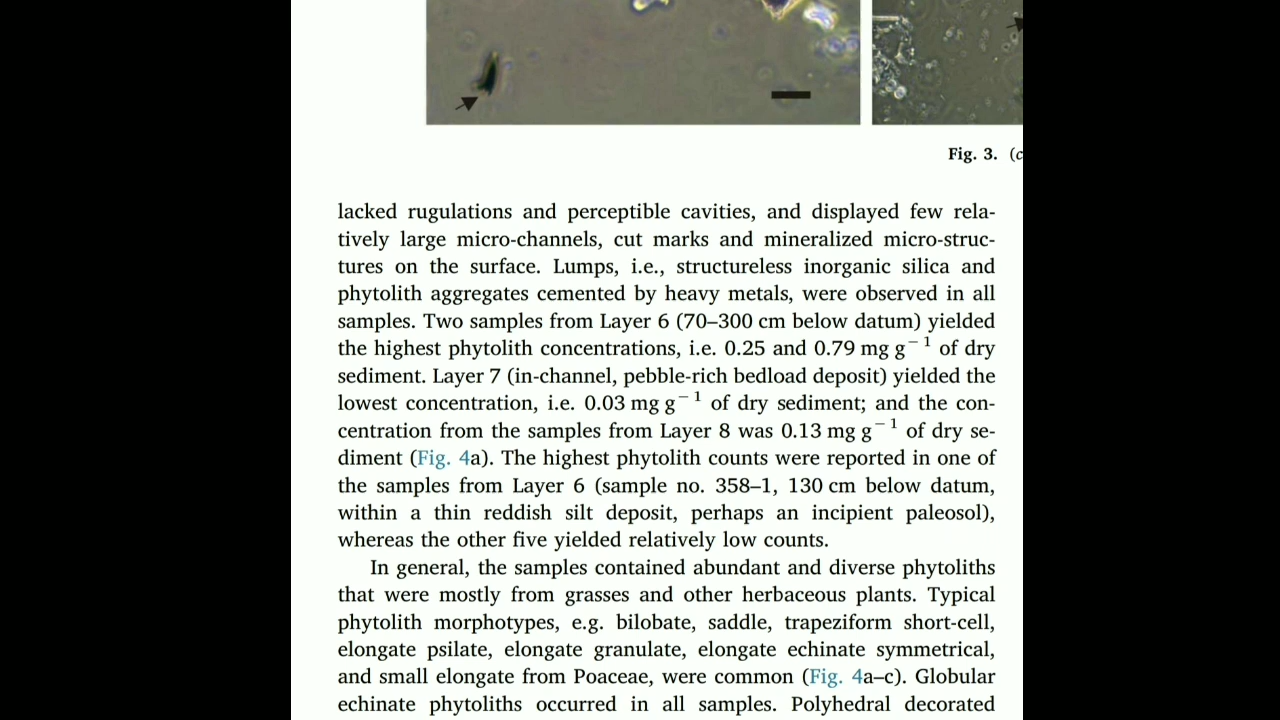 Fig. 3. (c
lacked rugulations and perceptible cavities, and displayed few rela-
tively large micro-channels, cut marks and mineralized micro-struc-
tures on the surface. Lumps, i.e., structureless inorganic silica and
phytolith aggregates cemented by heavy metals, were observed in all
samples. Two samples from Layer 6 (70–300 cm below datum) yielded
the highest phytolith concentrations, i.e. 0.25 and 0.79 mg g⁻¹ of dry
sediment. Layer 7 (in-channel, pebble-rich bedload deposit) yielded the
lowest concentration, i.e. 0.03 mg g⁻¹ of dry sediment; and the con-
centration from the samples from Layer 8 was 0.13 mg g⁻¹ of dry se-
diment (Fig. 4a). The highest phytolith counts were reported in one of
the samples from Layer 6 (sample no. 358–1, 130 cm below datum,
within a thin reddish silt deposit, perhaps an incipient paleosol),
whereas the other five yielded relatively low counts.
In general, the samples contained abundant and diverse phytoliths
that were mostly from grasses and other herbaceous plants. Typical
phytolith morphotypes, e.g. bilobate, saddle, trapeziform short-cell,
elongate psilate, elongate granulate, elongate echinate symmetrical,
and small elongate from Poaceae, were common (Fig. 4a–c). Globular
echinate phytoliths occurred in all samples. Polyhedral decorated